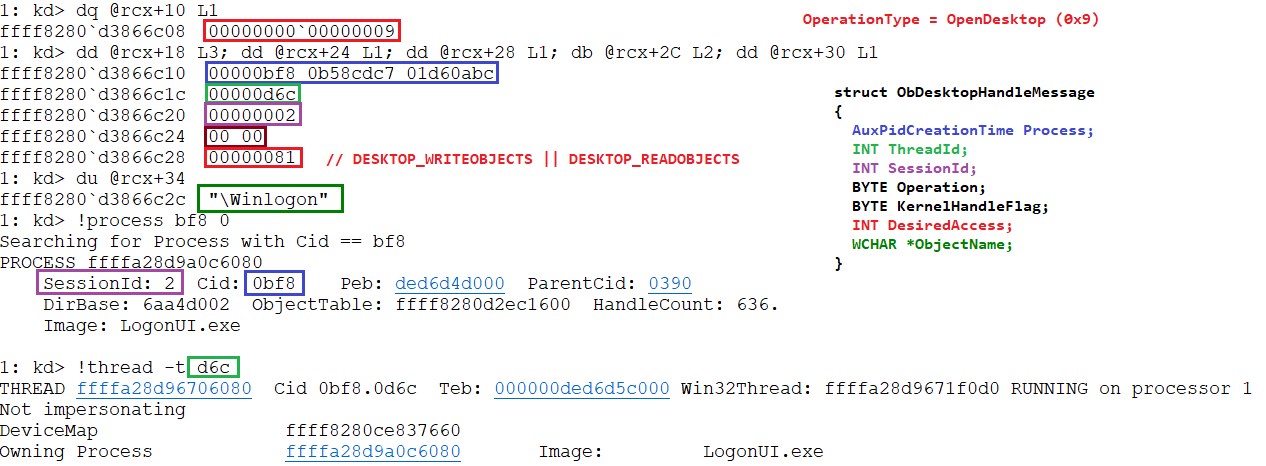 1: kd> dq @rcx+10 L1
ffff8280`d3866c08 00000000`00000009
OperationType = OpenDesktop (0x9)
1: kd> dd @rcx+18 L3; dd @rcx+24 L1; dd @rcx+28 L1; db @rcx+2C L2; dd @rcx+30 L1
ffff8280`d3866c10 00000bf8 0b58cdc7 01d60abc
ffff8280`d3866c1c 00000d6c
ffff8280`d3866c20 00000002
ffff8280`d3866c24 00 00
ffff8280`d3866c28 00000081 // DESKTOP_WRITEOBJECTS || DESKTOP_READOBJECTS
1: kd> du @rcx+34
ffff8280`d3866c2c "\Winlogon"
1: kd> !process bf8 0
Searching for Process with Cid == bf8
PROCESS ffffa28d9a0c6080
SessionId: 2 Cid: 0bf8 Peb: ded6d4d000 ParentCid: 0390
DirBase: 6aa4d002 ObjectTable: ffff8280d2ec1600 HandleCount: 636.
Image: LogonUI.exe
struct ObDesktopHandleMessage
{
AuxPidCreationTime Process;
INT ThreadId;
INT SessionId;
BYTE Operation;
BYTE KernelHandleFlag;
INT DesiredAccess;
WCHAR *ObjectName;
}
1: kd> !thread -t d6c
THREAD ffffa28d96706080 Cid 0bf8.0d6c Teb: 000000ded6d5c000 Win32Thread: ffffa28d9671f0d0 RUNNING on processor 1
Not impersonating
DeviceMap ffff8280ce837660
Owning Process ffffa28d9a0c6080 Image: LogonUI.exe